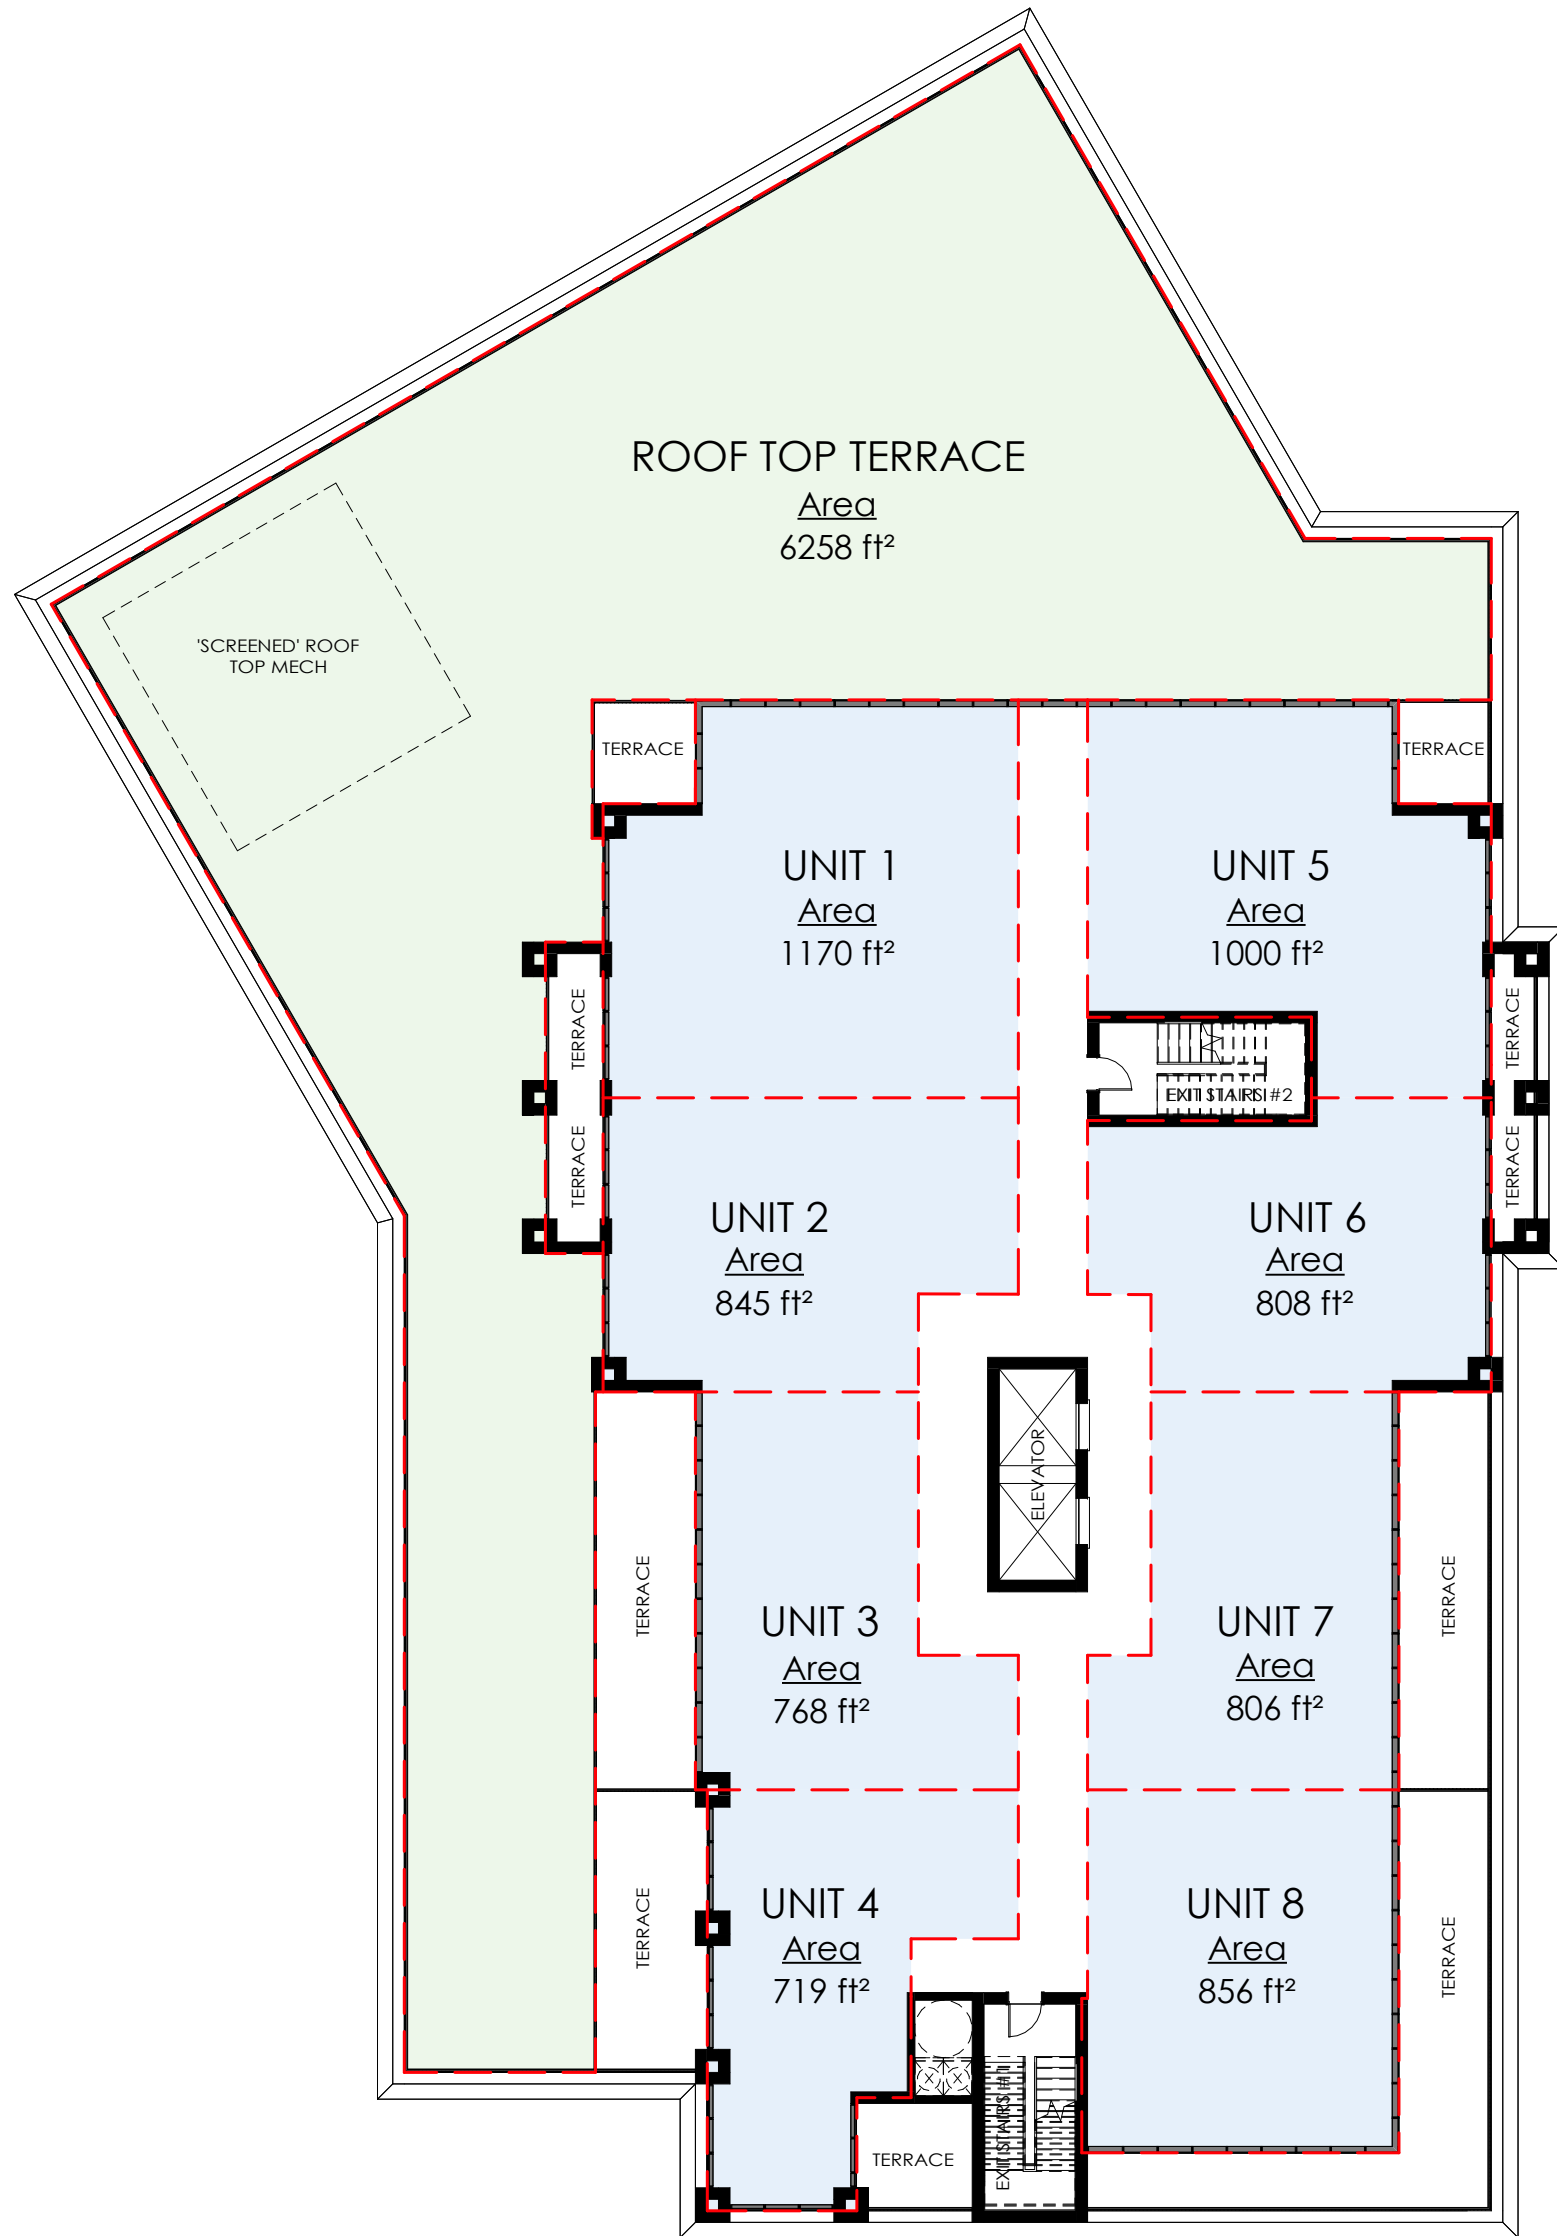 ROOF TOP TERRACE
Area
6258 ft²
'SCREENED' ROOF
TOP MECH
TERRACE
TERRACE
UNIT 1
Area
1170 ft²
UNIT 5
Area
1000 ft²
TERRACE
TERRACE
EXIT STAIRS #2
TERRACE
TERRACE
UNIT 2
Area
845 ft²
UNIT 6
Area
808 ft²
ELEVATOR
TERRACE
UNIT 3
Area
768 ft²
UNIT 7
Area
806 ft²
TERRACE
TERRACE
UNIT 4
Area
719 ft²
UNIT 8
Area
856 ft²
TERRACE
EXIT STAIRS #1
TERRACE